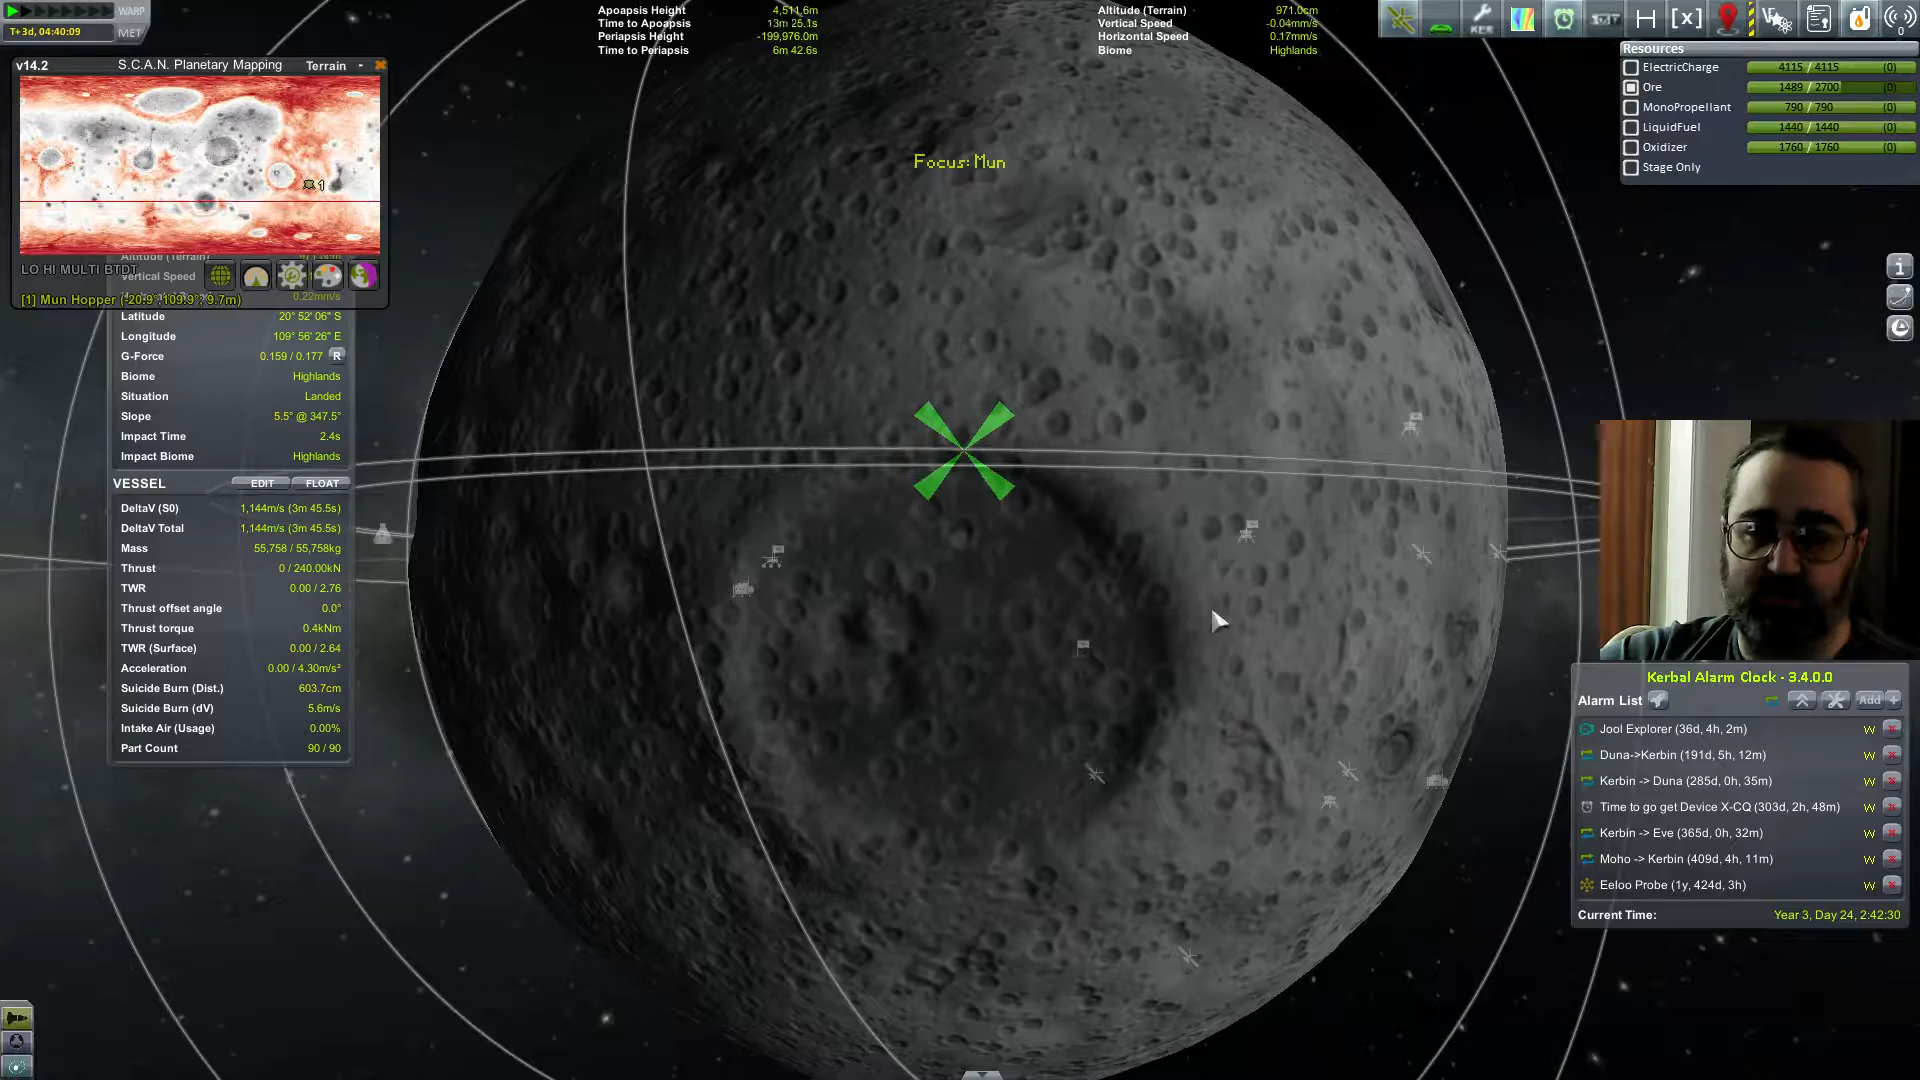 WARP
T+ 3d, 04:40:09
MET
Apoapsis Height 4,511.6m
Time to Apoapsis 13m 25.1s
Periapsis Height -199,976.0m
Time to Periapsis 6m 42.6s
Altitude (Terrain) 971.0cm
Vertical Speed -0.04mm/s
Horizontal Speed 0.17mm/s
Biome Highlands
KER
[x]
0
Resources
ElectricCharge 4115 / 4115 (0)
Ore 1489 / 2700 (0)
MonoPropellant 790 / 790 (0)
LiquidFuel 1440 / 1440 (0)
Oxidizer 1760 / 1760 (0)
Stage Only
v14.2 S.C.A.N. Planetary Mapping Terrain -
1
Altitude (Terrain)
LO HI MULTI BTDT
Vertical Speed
0.22mm/s
[1] Mun Hopper (-20.9°,109.9°, 9.7m)
Latitude 20° 52' 06" S
Longitude 109° 56' 26" E
G-Force 0.159 / 0.177 R
Biome Highlands
Situation Landed
Slope 5.5° @ 347.5°
Impact Time 2.4s
Impact Biome Highlands
VESSEL EDIT FLOAT
DeltaV (S0) 1,144m/s (3m 45.5s)
DeltaV Total 1,144m/s (3m 45.5s)
Mass 55,758 / 55,758kg
Thrust 0 / 240.00kN
TWR 0.00 / 2.76
Thrust offset angle 0.0°
Thrust torque 0.4kNm
TWR (Surface) 0.00 / 2.64
Acceleration 0.00 / 4.30m/s²
Suicide Burn (Dist.) 603.7cm
Suicide Burn (dV) 5.6m/s
Intake Air (Usage) 0.00%
Part Count 90 / 90
Focus: Mun
Kerbal Alarm Clock - 3.4.0.0
Alarm List Add +
Jool Explorer (36d, 4h, 2m) W
Duna->Kerbin (191d, 5h, 12m) W
Kerbin -> Duna (285d, 0h, 35m) W
Time to go get Device X-CQ (303d, 2h, 48m) W
Kerbin -> Eve (365d, 0h, 32m) W
Moho -> Kerbin (409d, 4h, 11m) W
Eeloo Probe (1y, 424d, 3h) W
Current Time: Year 3, Day 24, 2:42:30